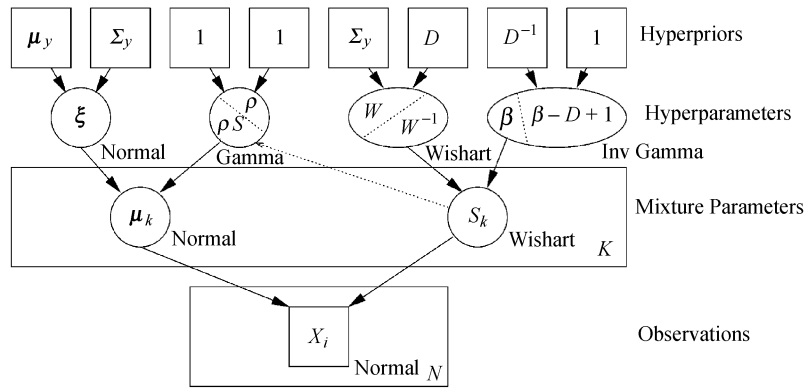 μ_y Σ_y 1 1 Σ_y D D⁻¹ 1 Hyperpriors
ξ ρ ρS W W⁻¹ β β − D + 1 Hyperparameters
Normal Gamma Wishart Inv Gamma
μ_k Normal S_k Wishart K Mixture Parameters
X_i Normal N Observations